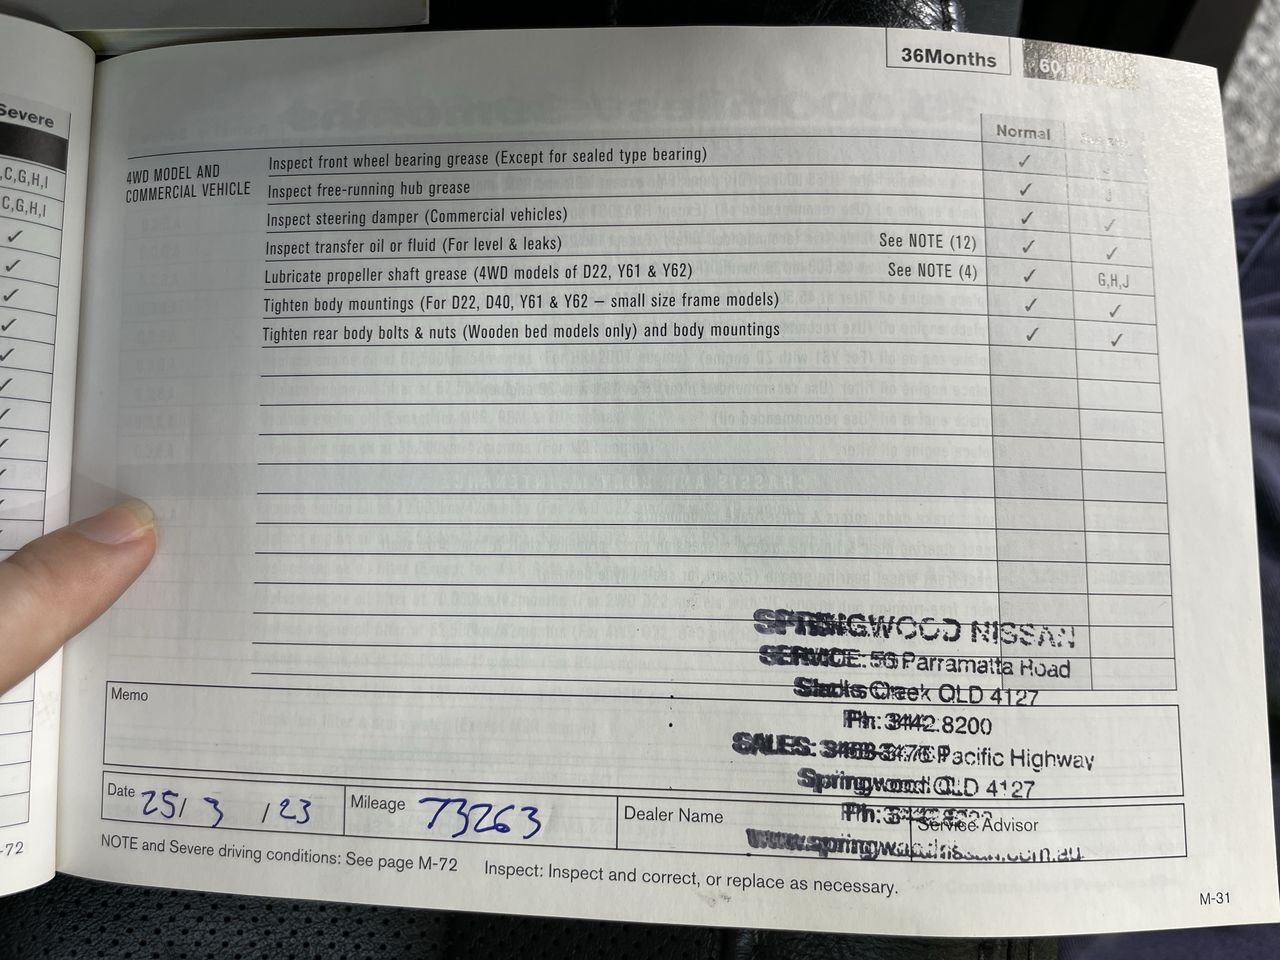 36Months
60,000
Severe
C,G,H,I
C,G,H,I
Normal
4WD MODEL AND
COMMERCIAL VEHICLE
Inspect front wheel bearing grease (Except for sealed type bearing) ✓
Inspect free-running hub grease ✓
Inspect steering damper (Commercial vehicles) ✓ ✓
Inspect transfer oil or fluid (For level & leaks) See NOTE (12) ✓ ✓
Lubricate propeller shaft grease (4WD models of D22, Y61 & Y62) See NOTE (4) ✓ G,H,J
Tighten body mountings (For D22, D40, Y61 & Y62 – small size frame models) ✓ ✓
Tighten rear body bolts & nuts (Wooden bed models only) and body mountings ✓ ✓
SPRINGWOOD NISSAN
SERVICE: 56 Parramatta Road
Slacks Creek QLD 4127
Ph: 3442 8200
SALES: Pacific Highway
Springwood QLD 4127
Ph:
www.springwoodnissan.com.au
Memo
Date 25/3/23
Mileage 73263
Dealer Name
Service Advisor
NOTE and Severe driving conditions: See page M-72 Inspect: Inspect and correct, or replace as necessary.
-72
M-31